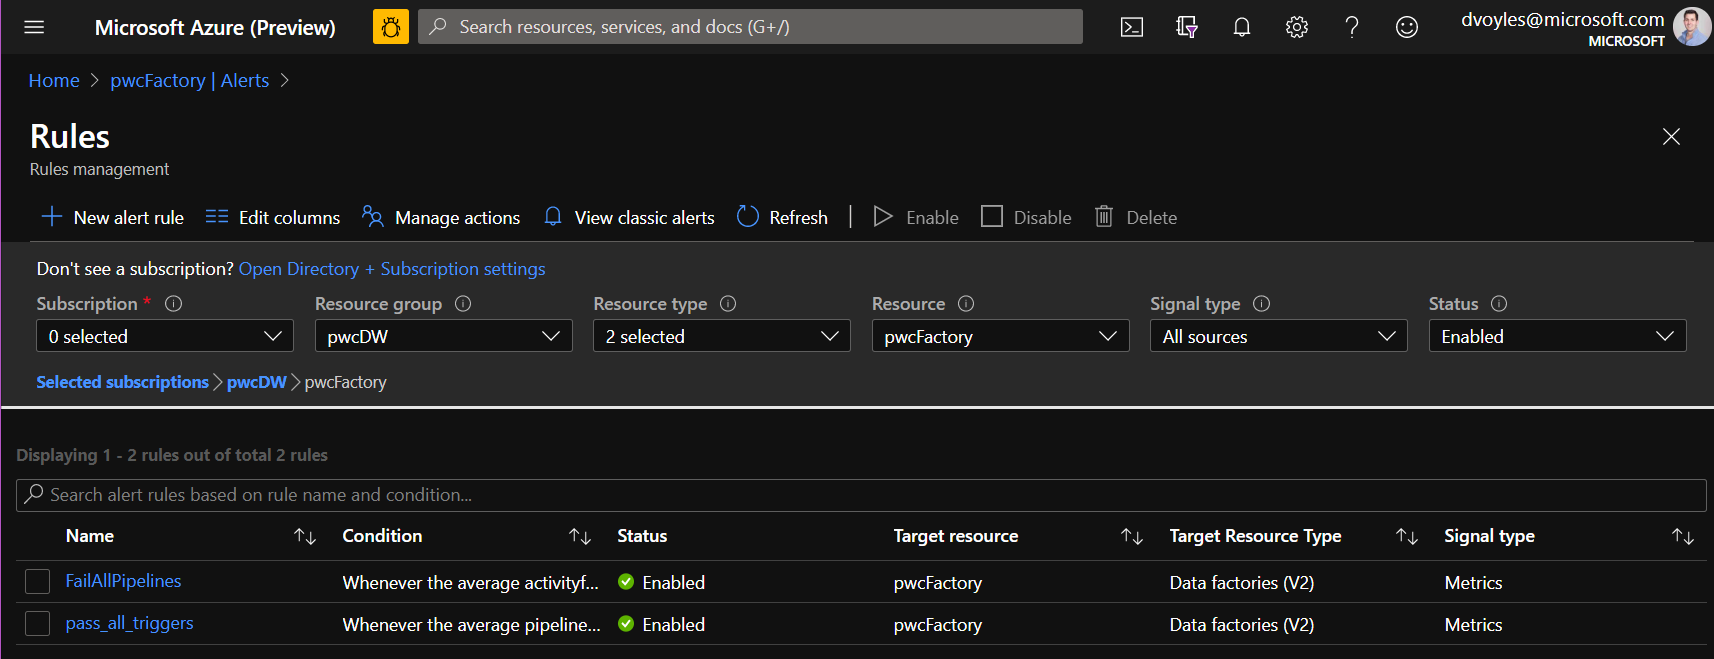 Microsoft Azure (Preview)
Search resources, services, and docs (G+/)
dvoyles@microsoft.com
MICROSOFT
Home > pwcFactory | Alerts >
Rules
Rules management
New alert rule Edit columns Manage actions View classic alerts Refresh | Enable Disable Delete
Don't see a subscription? Open Directory + Subscription settings
Subscription * Resource group Resource type Resource Signal type Status
0 selected pwcDW 2 selected pwcFactory All sources Enabled
Selected subscriptions > pwcDW > pwcFactory
Displaying 1 - 2 rules out of total 2 rules
Search alert rules based on rule name and condition...
Name Condition Status Target resource Target Resource Type Signal type
FailAllPipelines Whenever the average activityf... Enabled pwcFactory Data factories (V2) Metrics
pass_all_triggers Whenever the average pipeline... Enabled pwcFactory Data factories (V2) Metrics